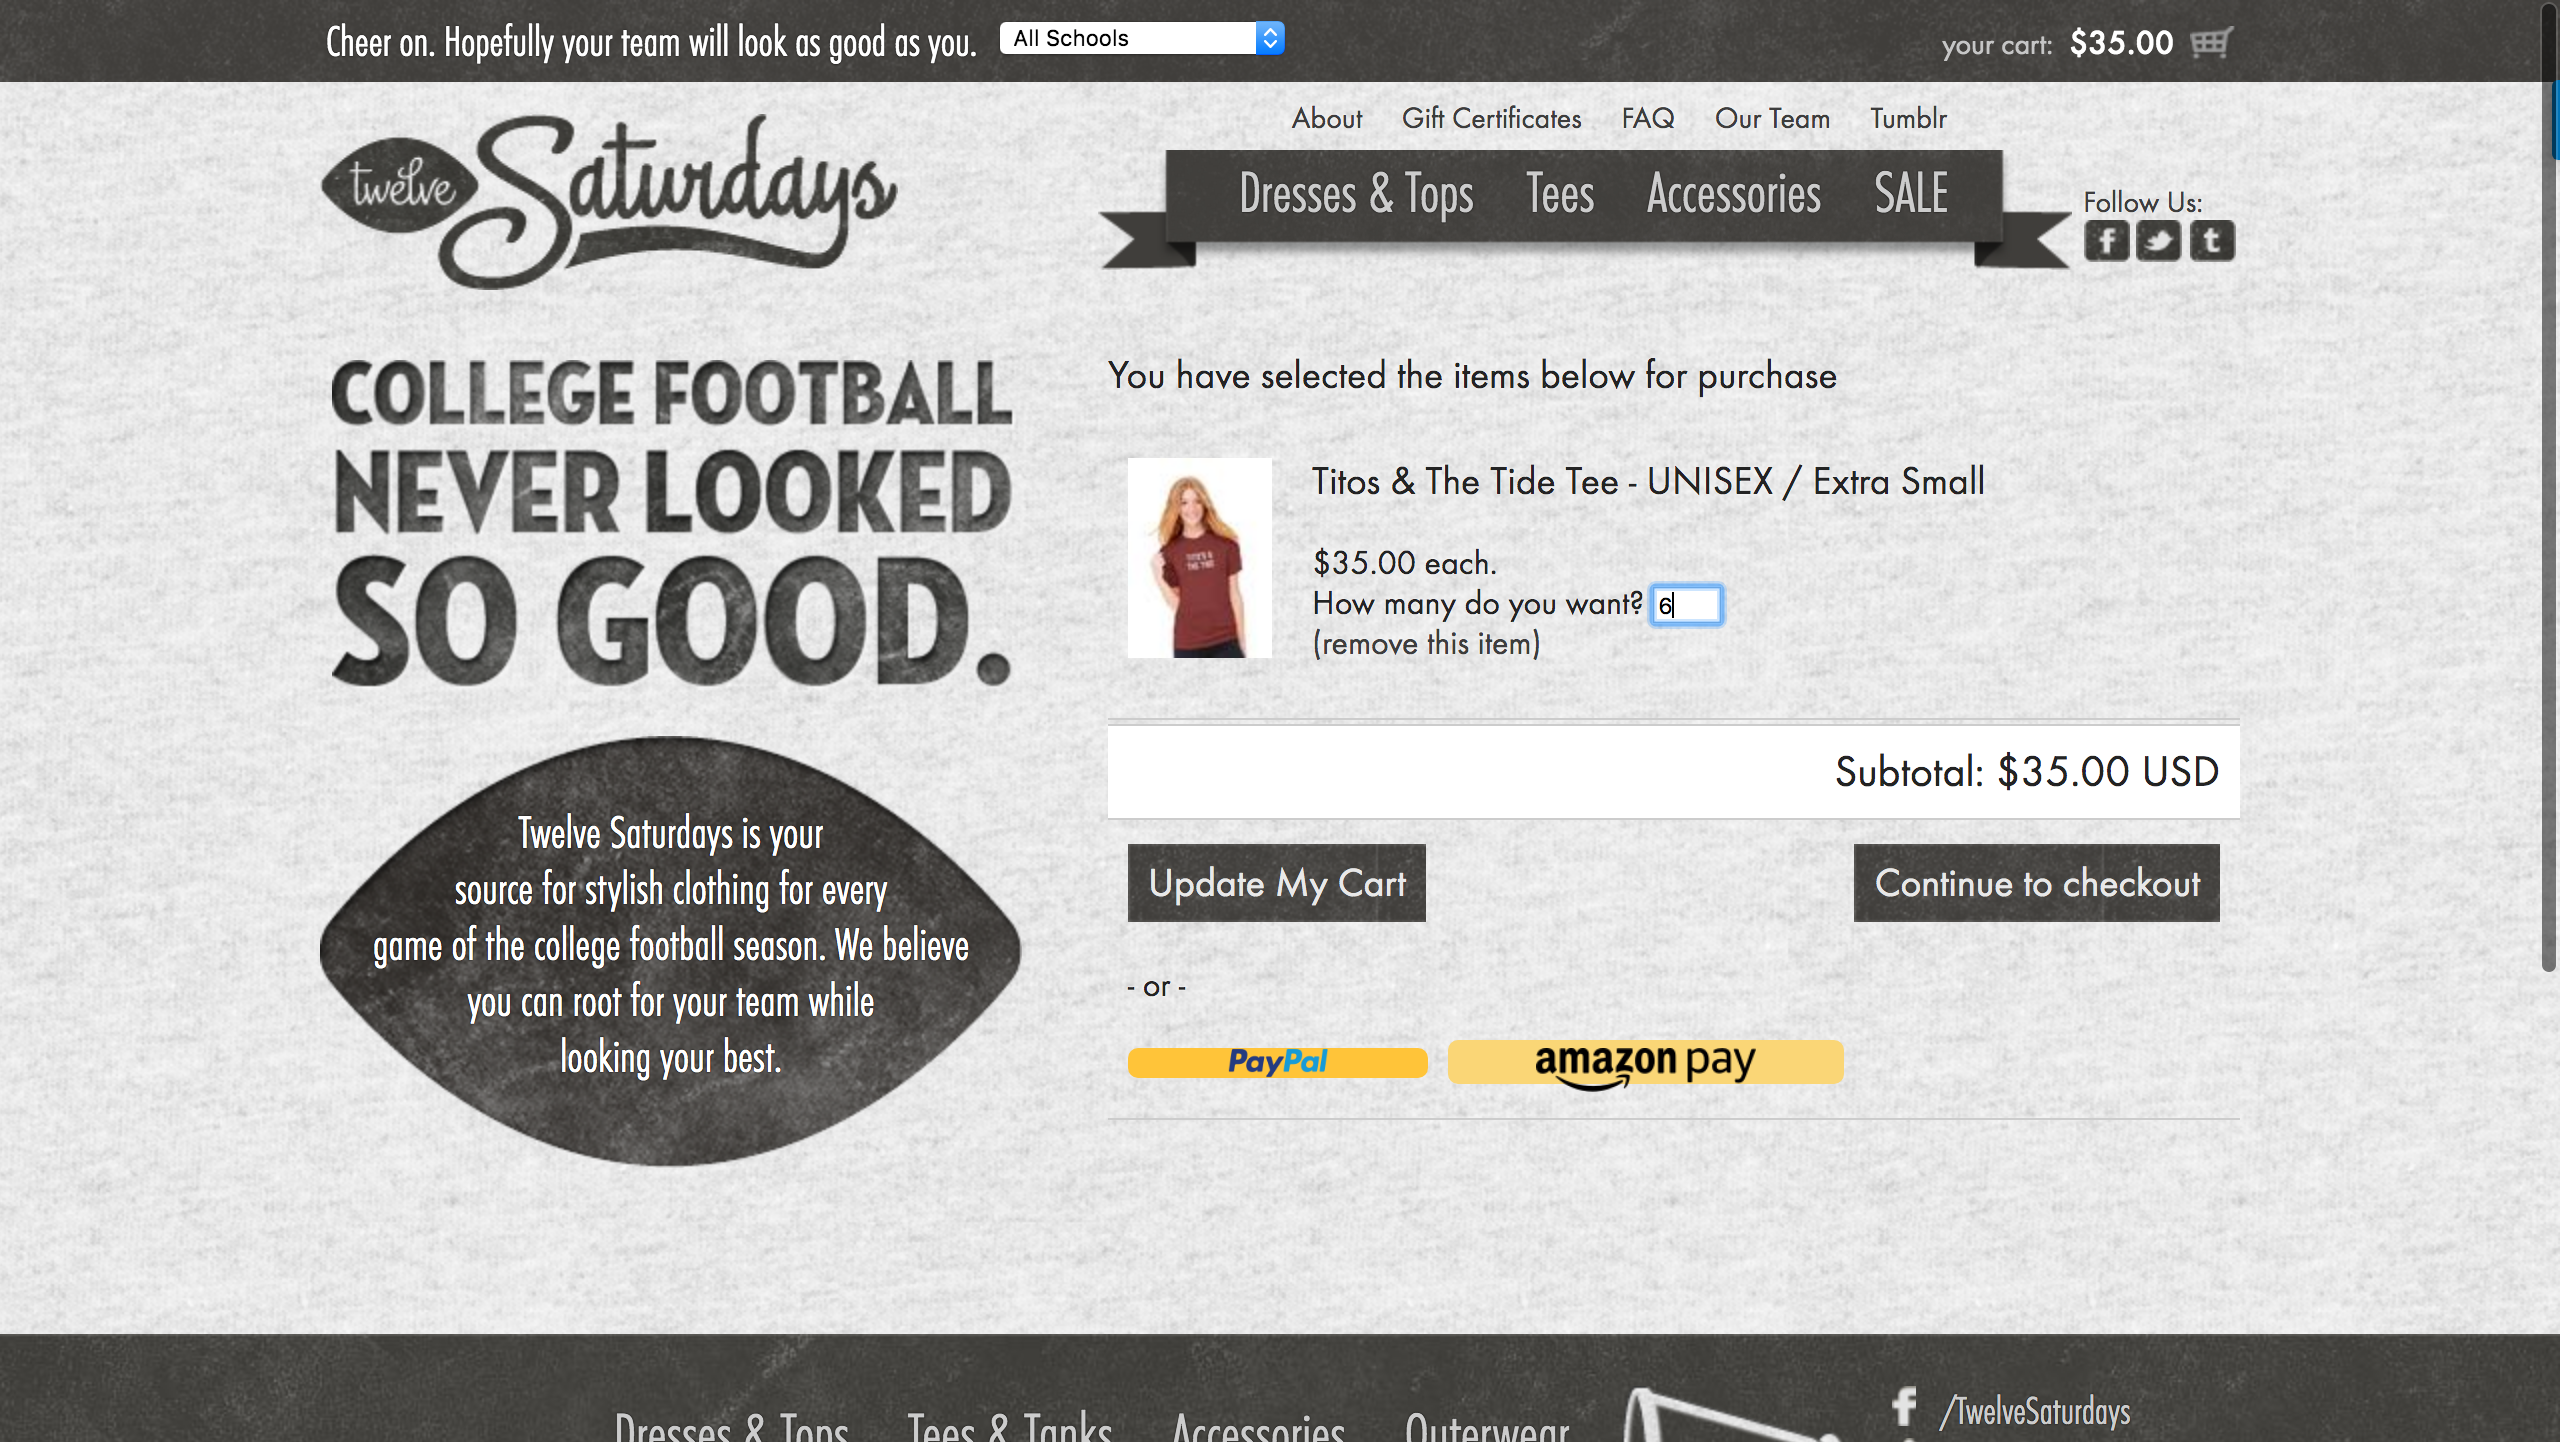 Cheer on. Hopefully your team will look as good as you.
All Schools
your cart: $35.00
About Gift Certificates FAQ Our Team Tumblr
twelve Saturdays
Dresses & Tops Tees Accessories SALE
Follow Us:
COLLEGE FOOTBALL
NEVER LOOKED
SO GOOD.
You have selected the items below for purchase
Titos & The Tide Tee - UNISEX / Extra Small
$35.00 each.
How many do you want? 6
(remove this item)
Subtotal: $35.00 USD
Update My Cart
Continue to checkout
- or -
PayPal
amazon pay
Twelve Saturdays is your
source for stylish clothing for every
game of the college football season. We believe
you can root for your team while
looking your best.
Dresses & Tops Tees & Tanks Accessories Outerwear
/TwelveSaturdays